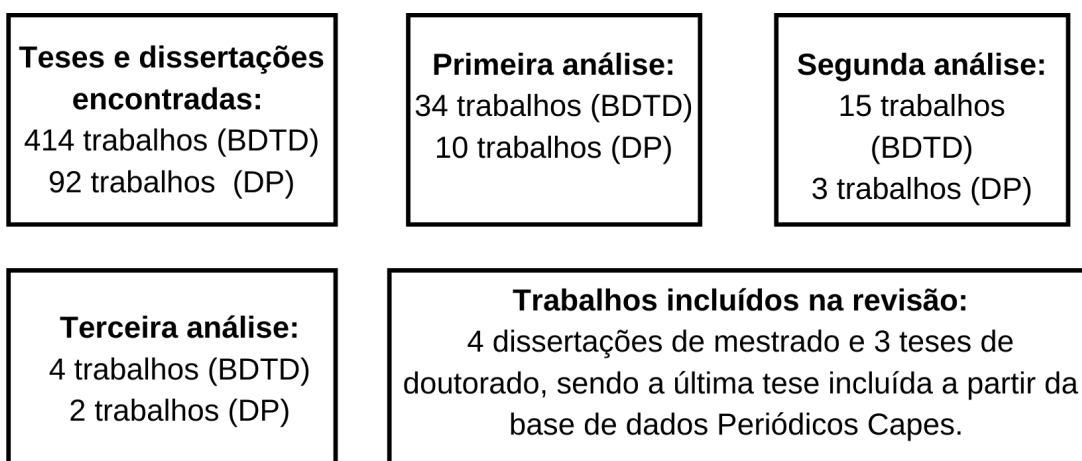 Teses e dissertações
encontradas:
414 trabalhos (BDTD)
92 trabalhos (DP)
Primeira análise:
34 trabalhos (BDTD)
10 trabalhos (DP)
Segunda análise:
15 trabalhos
(BDTD)
3 trabalhos (DP)
Terceira análise:
4 trabalhos (BDTD)
2 trabalhos (DP)
Trabalhos incluídos na revisão:
4 dissertações de mestrado e 3 teses de
doutorado, sendo a última tese incluída a partir da
base de dados Periódicos Capes.